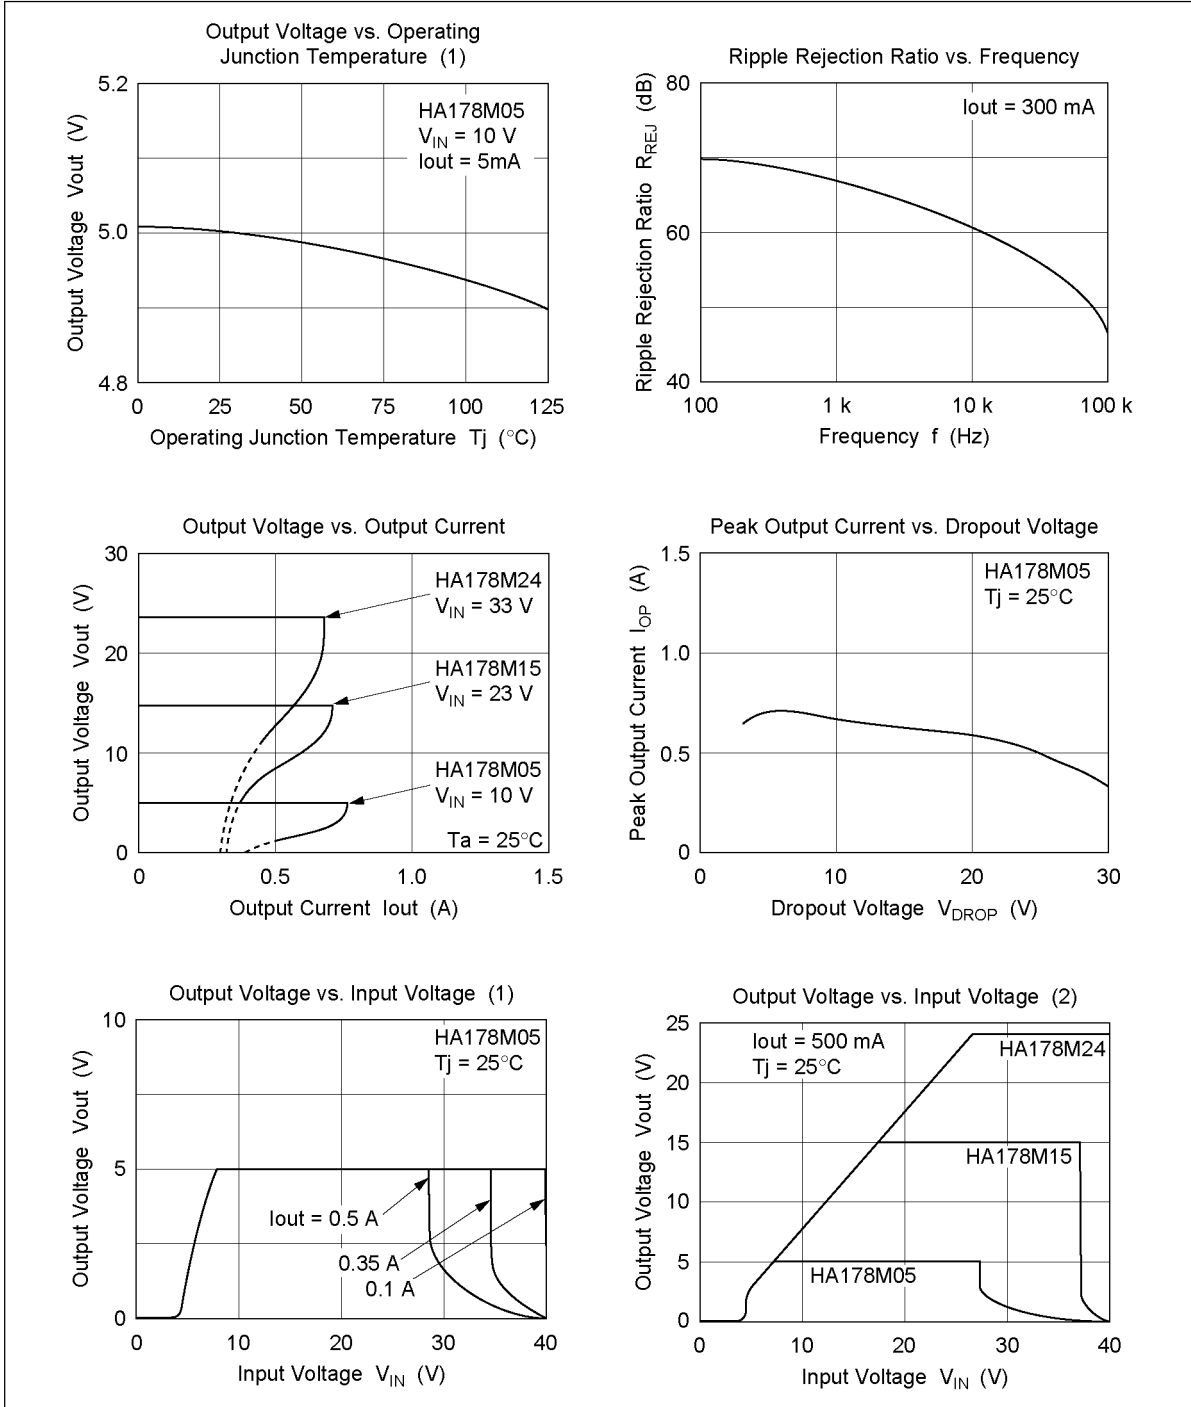 Output Voltage vs. Operating
Junction Temperature (1)
5.2
5.0
4.8
Output Voltage Vout (V)
HA178M05
V_IN = 10 V
Iout = 5mA
0 25 50 75 100 125
Operating Junction Temperature Tj (°C)
Ripple Rejection Ratio vs. Frequency
80
60
40
Ripple Rejection Ratio R_REJ (dB)
Iout = 300 mA
100 1 k 10 k 100 k
Frequency f (Hz)
Output Voltage vs. Output Current
30
20
10
0
Output Voltage Vout (V)
HA178M24
V_IN = 33 V
HA178M15
V_IN = 23 V
HA178M05
V_IN = 10 V
Ta = 25°C
0 0.5 1.0 1.5
Output Current Iout (A)
Peak Output Current vs. Dropout Voltage
1.5
1.0
0.5
0
Peak Output Current I_OP (A)
HA178M05
Tj = 25°C
0 10 20 30
Dropout Voltage V_DROP (V)
Output Voltage vs. Input Voltage (1)
10
5
0
Output Voltage Vout (V)
HA178M05
Tj = 25°C
Iout = 0.5 A
0.35 A
0.1 A
0 10 20 30 40
Input Voltage V_IN (V)
Output Voltage vs. Input Voltage (2)
25
20
15
10
5
0
Output Voltage Vout (V)
Iout = 500 mA
Tj = 25°C
HA178M24
HA178M15
HA178M05
0 10 20 30 40
Input Voltage V_IN (V)